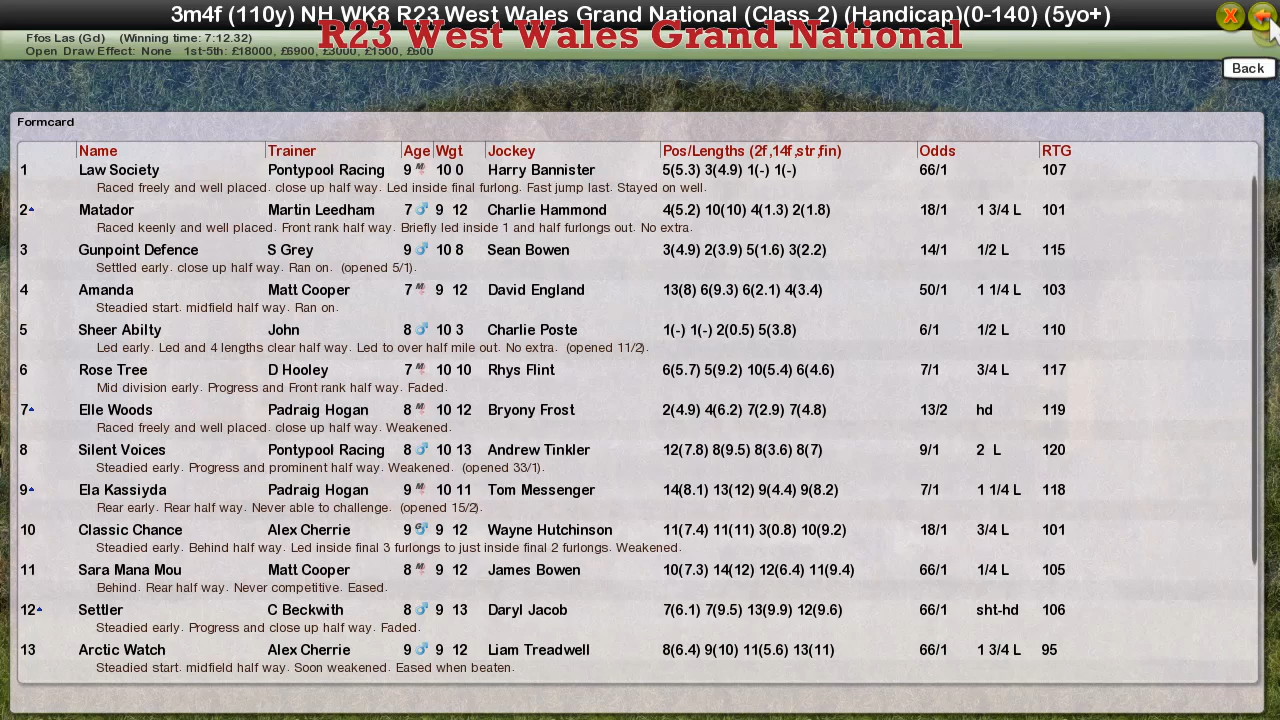 3m4f (110y) NH WK8 R23 West Wales Grand National (Class 2) (Handicap)(0-140) (5yo+)
R23 West Wales Grand National
Ffos Las (Gd) (Winning time: 7:12.32)
Open Draw Effect: None 1st-5th: £18000, £6900, £3000, £1500, £600
Back
Formcard
Name Trainer Age Wgt Jockey Pos/Lengths (2f,14f,str,fin) Odds RTG
1 Law Society Pontypool Racing 9 10 0 Harry Bannister 5(5.3) 3(4.9) 1(-) 1(-) 66/1 107
Raced freely and well placed. close up half way. Led inside final furlong. Fast jump last. Stayed on well.
2 Matador Martin Leedham 7 9 12 Charlie Hammond 4(5.2) 10(10) 4(1.3) 2(1.8) 18/1 1 3/4 L 101
Raced keenly and well placed. Front rank half way. Briefly led inside 1 and half furlongs out. No extra.
3 Gunpoint Defence S Grey 9 10 8 Sean Bowen 3(4.9) 2(3.9) 5(1.6) 3(2.2) 14/1 1/2 L 115
Settled early. close up half way. Ran on. (opened 5/1).
4 Amanda Matt Cooper 7 9 12 David England 13(8) 6(9.3) 6(2.1) 4(3.4) 50/1 1 1/4 L 103
Steadied start. midfield half way. Ran on.
5 Sheer Abilty John 8 10 3 Charlie Poste 1(-) 1(-) 2(0.5) 5(3.8) 6/1 1/2 L 110
Led early. Led and 4 lengths clear half way. Led to over half mile out. No extra. (opened 11/2).
6 Rose Tree D Hooley 7 10 10 Rhys Flint 6(5.7) 5(9.2) 10(5.4) 6(4.6) 7/1 3/4 L 117
Mid division early. Progress and Front rank half way. Faded.
7 Elle Woods Padraig Hogan 8 10 12 Bryony Frost 2(4.9) 4(6.2) 7(2.9) 7(4.8) 13/2 hd 119
Raced freely and well placed. close up half way. Weakened.
8 Silent Voices Pontypool Racing 8 10 13 Andrew Tinkler 12(7.8) 8(9.5) 8(3.6) 8(7) 9/1 2 L 120
Steadied early. Progress and prominent half way. Weakened. (opened 33/1).
9 Ela Kassiyda Padraig Hogan 9 10 11 Tom Messenger 14(8.1) 13(12) 9(4.4) 9(8.2) 7/1 1 1/4 L 118
Rear early. Rear half way. Never able to challenge. (opened 15/2).
10 Classic Chance Alex Cherrie 9 9 12 Wayne Hutchinson 11(7.4) 11(11) 3(0.8) 10(9.2) 18/1 3/4 L 101
Steadied early. Behind half way. Led inside final 3 furlongs to just inside final 2 furlongs. Weakened.
11 Sara Mana Mou Matt Cooper 8 9 12 James Bowen 10(7.3) 14(12) 12(6.4) 11(9.4) 66/1 1/4 L 105
Behind. Rear half way. Never competitive. Eased.
12 Settler C Beckwith 8 9 13 Daryl Jacob 7(6.1) 7(9.5) 13(9.9) 12(9.6) 66/1 sht-hd 106
Steadied early. Progress and close up half way. Faded.
13 Arctic Watch Alex Cherrie 9 9 12 Liam Treadwell 8(6.4) 9(10) 11(5.6) 13(11) 66/1 1 3/4 L 95
Steadied start. midfield half way. Soon weakened. Eased when beaten.